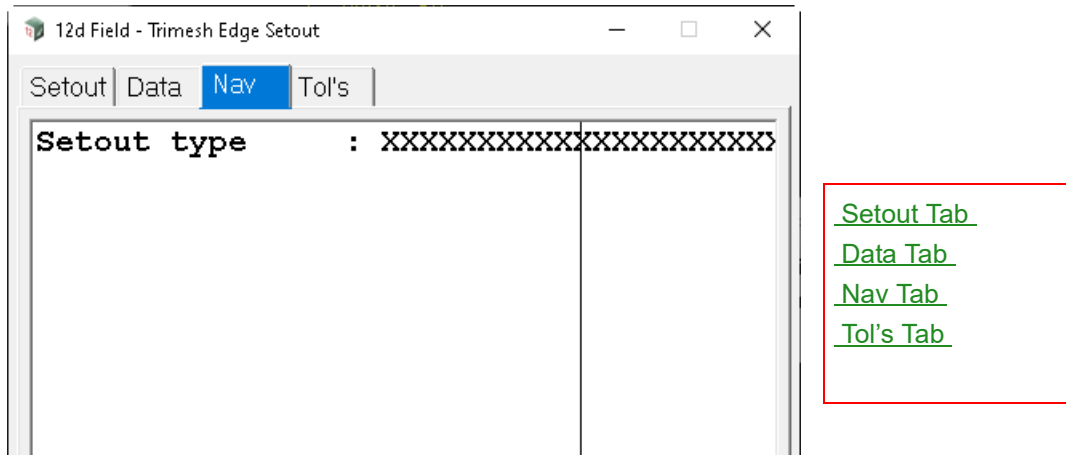 12d Field - Trimesh Edge Setout
Setout Data Nav Tol's
Setout type : XXXXXXXXXXXXXXXXXXXXX
Setout Tab
Data Tab
Nav Tab
Tol’s Tab